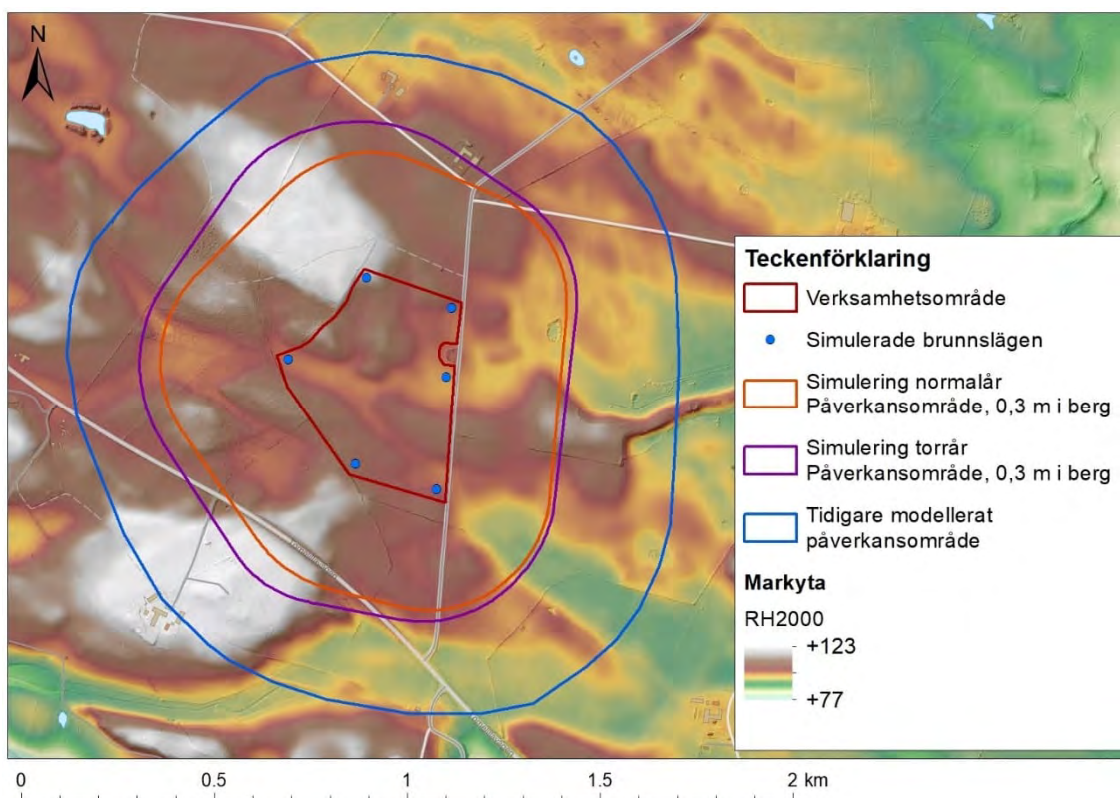 N
Teckenförklaring
Verksamhetsområde
Simulerade brunnslägen
Simulering normalår
Påverkansområde, 0,3 m i berg
Simulering torrår
Påverkansområde, 0,3 m i berg
Tidigare modellerat
påverkansområde
Markyta
RH2000
+123
+77
0 0.5 1 1.5 2 km